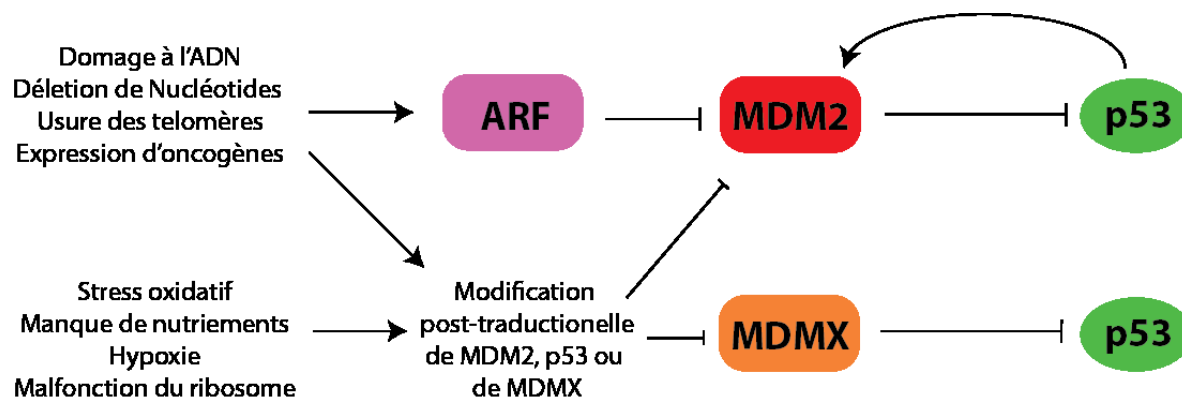 Domage à l'ADN
Déletion de Nucléotides
Usure des telomères
Expression d'oncogènes
ARF
MDM2
p53
Stress oxidatif
Manque de nutriements
Hypoxie
Malfonction du ribosome
Modification
post-traductionelle
de MDM2, p53 ou
de MDMX
MDMX
p53